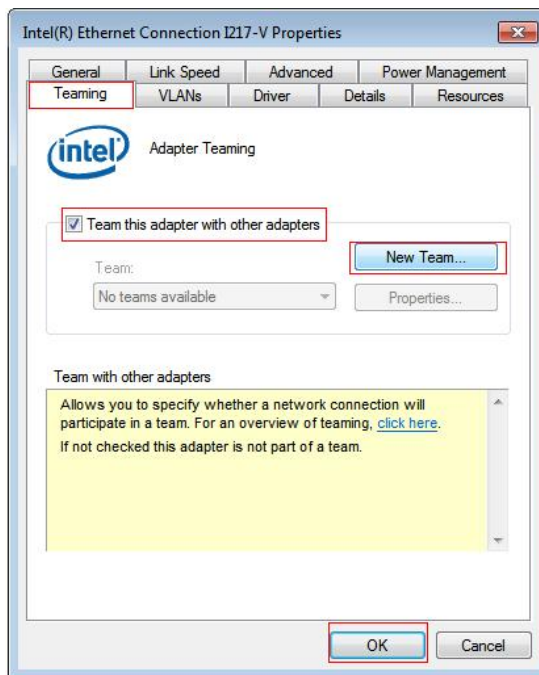 Intel(R) Ethernet Connection I217-V Properties
General Link Speed Advanced Power Management
Teaming VLANs Driver Details Resources
intel Adapter Teaming
Team this adapter with other adapters
New Team...
Team:
No teams available Properties...
Team with other adapters
Allows you to specify whether a network connection will
participate in a team. For an overview of teaming, click here.
If not checked this adapter is not part of a team.
OK Cancel